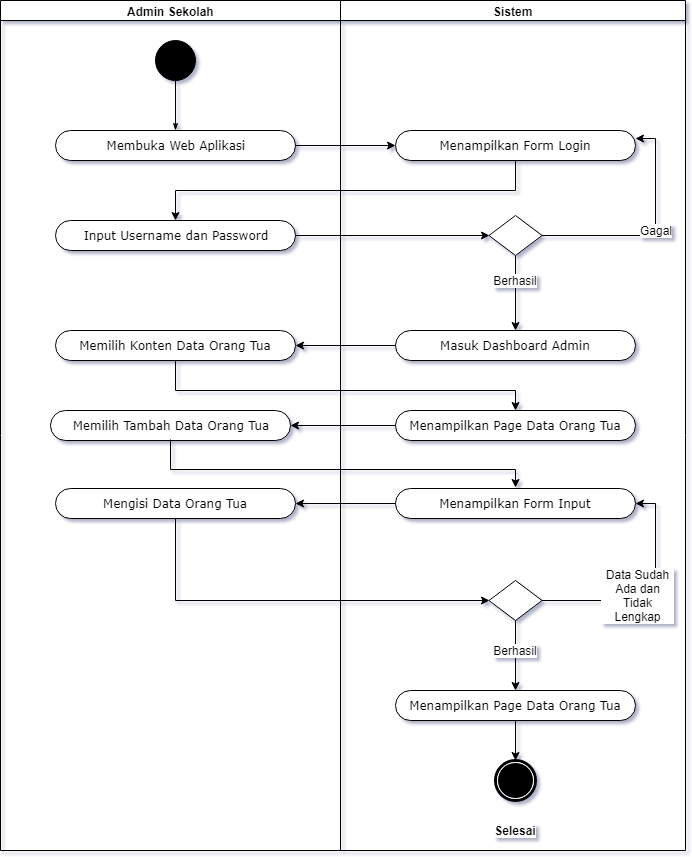 Admin Sekolah
Sistem
Membuka Web Aplikasi
Menampilkan Form Login
Input Username dan Password
Gagal
Berhasil
Memilih Konten Data Orang Tua
Masuk Dashboard Admin
Memilih Tambah Data Orang Tua
Menampilkan Page Data Orang Tua
Mengisi Data Orang Tua
Menampilkan Form Input
Data Sudah
Ada dan
Tidak
Lengkap
Berhasil
Menampilkan Page Data Orang Tua
Selesai